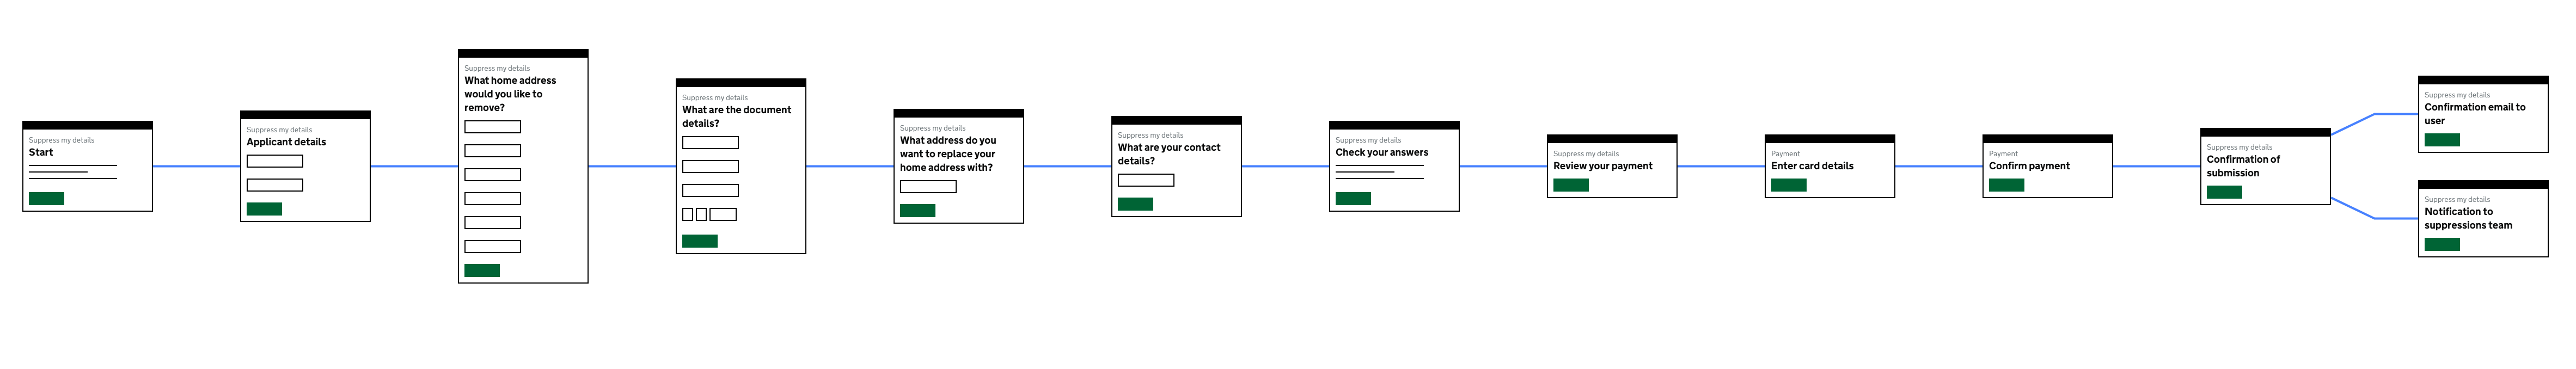 Suppress my details
Start
Suppress my details
Applicant details
Suppress my details
What home address
would you like to
remove?
Suppress my details
What are the document
details?
Suppress my details
What address do you
want to replace your
home address with?
Suppress my details
What are your contact
details?
Suppress my details
Check your answers
Suppress my details
Review your payment
Payment
Enter card details
Payment
Confirm payment
Suppress my details
Confirmation of
submission
Suppress my details
Confirmation email to
user
Suppress my details
Notification to
suppressions team